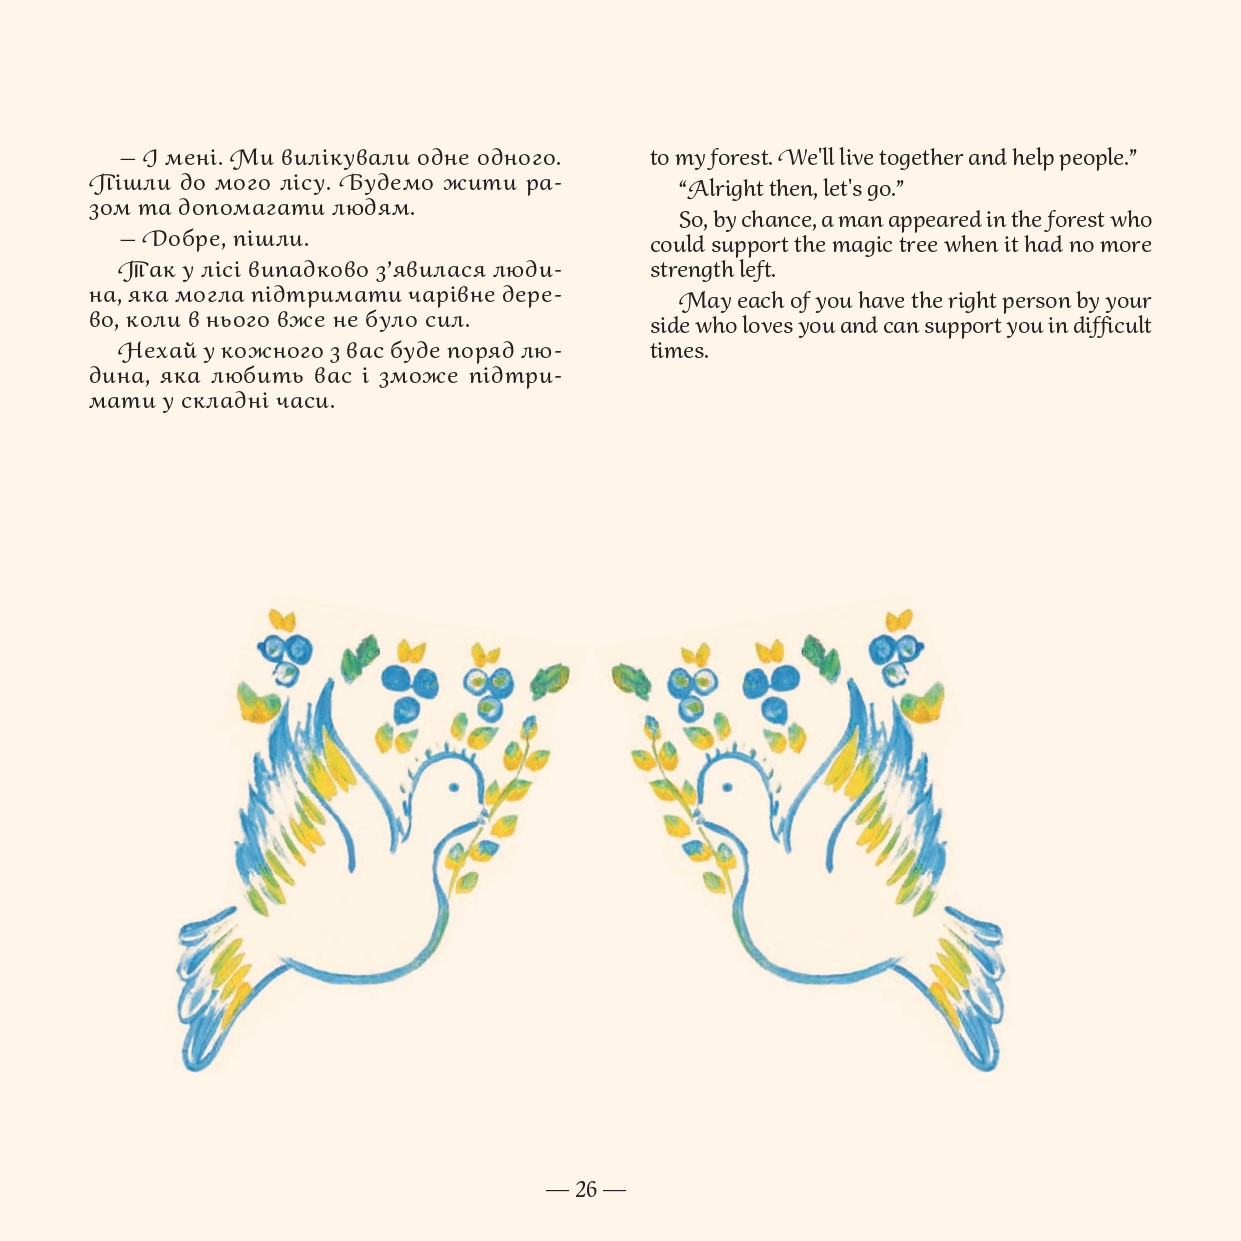 — І мені. Ми вилікували одне одного.
Пішли до мого лісу. Будемо жити ра-
зом та допомагати людям.
— Добре, пішли.
Так у лісі випадково з’явилася люди-
на, яка могла підтримати чарівне дере-
во, коли в нього вже не було сил.
Нехай у кожного з вас буде поряд лю-
дина, яка любить вас і зможе підтри-
мати у складні часи.
to my forest. We'll live together and help people.”
“Alright then, let's go.”
So, by chance, a man appeared in the forest who
could support the magic tree when it had no more
strength left.
May each of you have the right person by your
side who loves you and can support you in difficult
times.
— 26 —